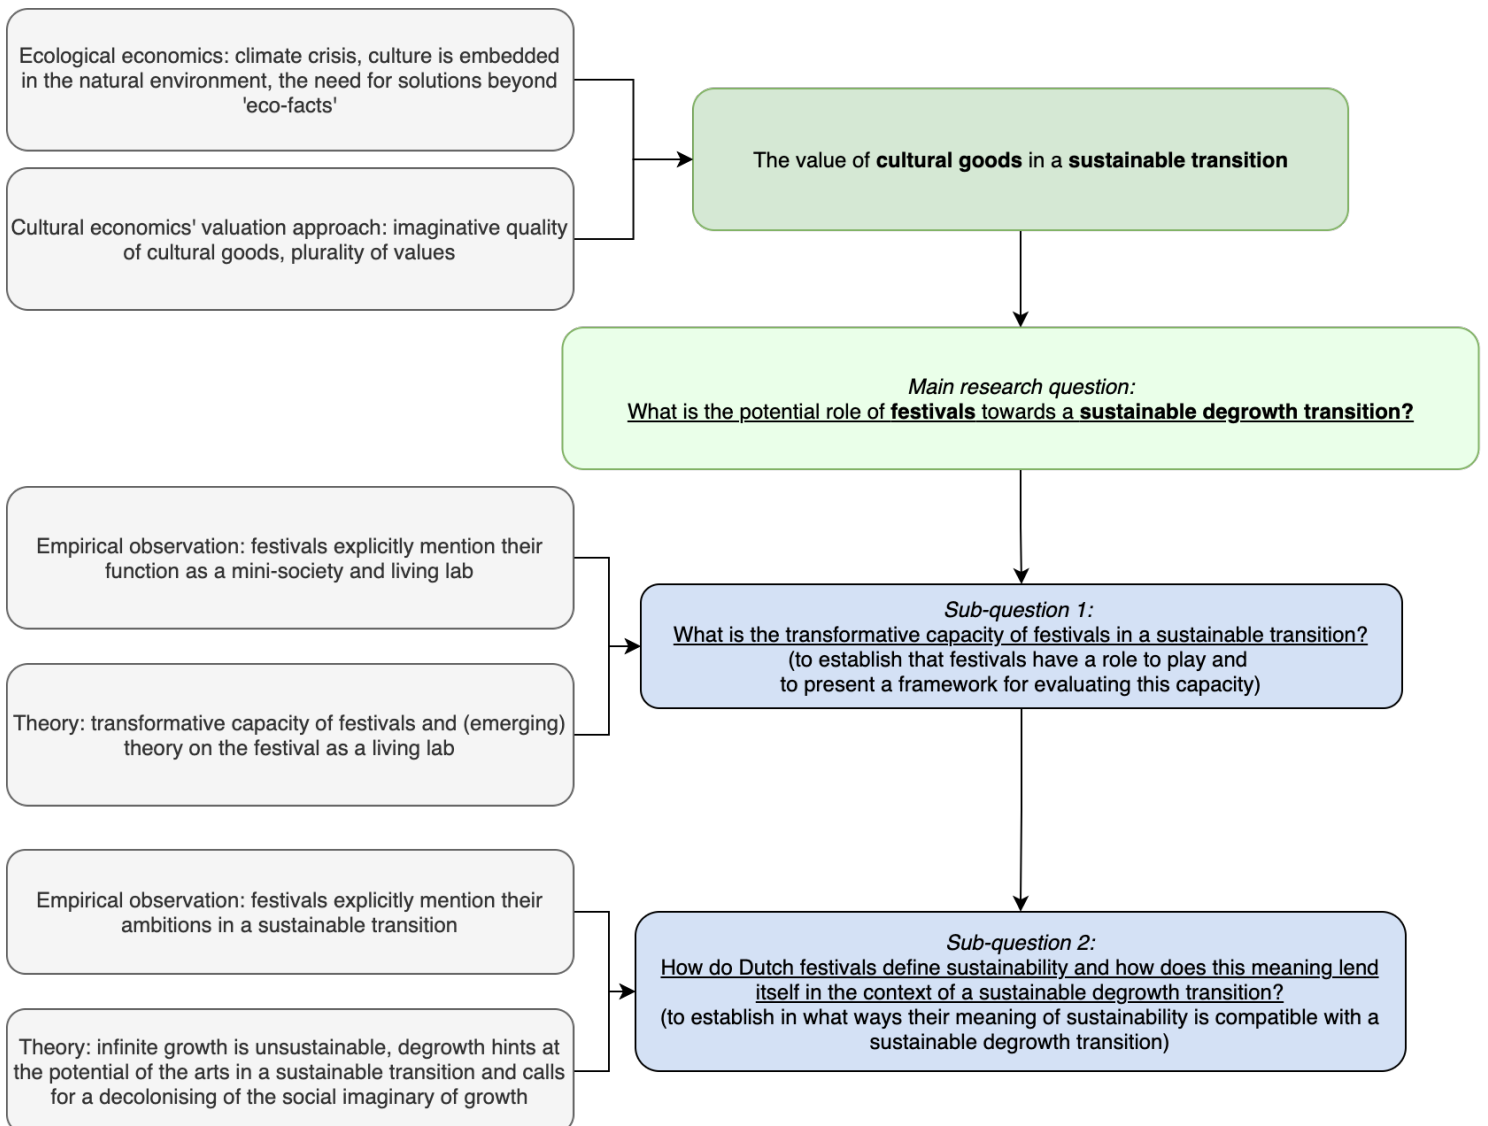 Ecological economics: climate crisis, culture is embedded
in the natural environment, the need for solutions beyond
'eco-facts'
Cultural economics' valuation approach: imaginative quality
of cultural goods, plurality of values
The value of cultural goods in a sustainable transition
Main research question:
What is the potential role of festivals towards a sustainable degrowth transition?
Empirical observation: festivals explicitly mention their
function as a mini-society and living lab
Theory: transformative capacity of festivals and (emerging)
theory on the festival as a living lab
Sub-question 1:
What is the transformative capacity of festivals in a sustainable transition?
(to establish that festivals have a role to play and
to present a framework for evaluating this capacity)
Empirical observation: festivals explicitly mention their
ambitions in a sustainable transition
Theory: infinite growth is unsustainable, degrowth hints at
the potential of the arts in a sustainable transition and calls
for a decolonising of the social imaginary of growth
Sub-question 2:
How do Dutch festivals define sustainability and how does this meaning lend
itself in the context of a sustainable degrowth transition?
(to establish in what ways their meaning of sustainability is compatible with a
sustainable degrowth transition)